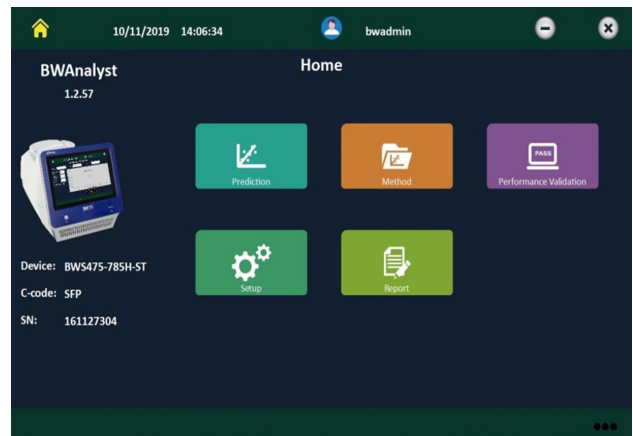 10/11/2019 14:06:34 bwadmin
BWAnalyst
1.2.57
Home
Prediction
Method
PASS
Performance Validation
Setup
Report
Device: BWS475-785H-ST
C-code: SFP
SN: 161127304